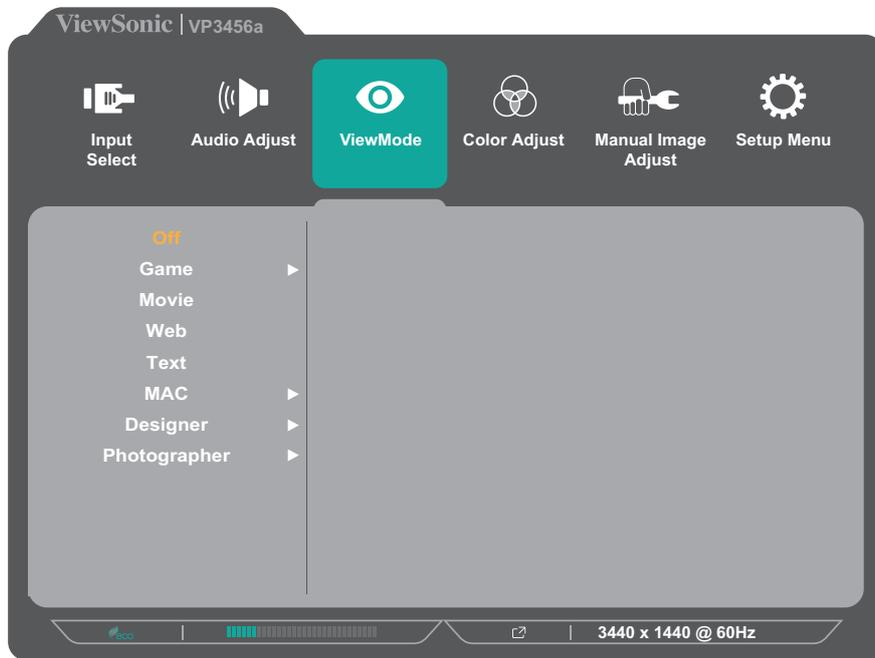 ViewSonic | VP3456a
Input
Select
Audio Adjust
ViewMode
Color Adjust
Manual Image
Adjust
Setup Menu
Off
Game
Movie
Web
Text
MAC
Designer
Photographer
eco
3440 x 1440 @ 60Hz